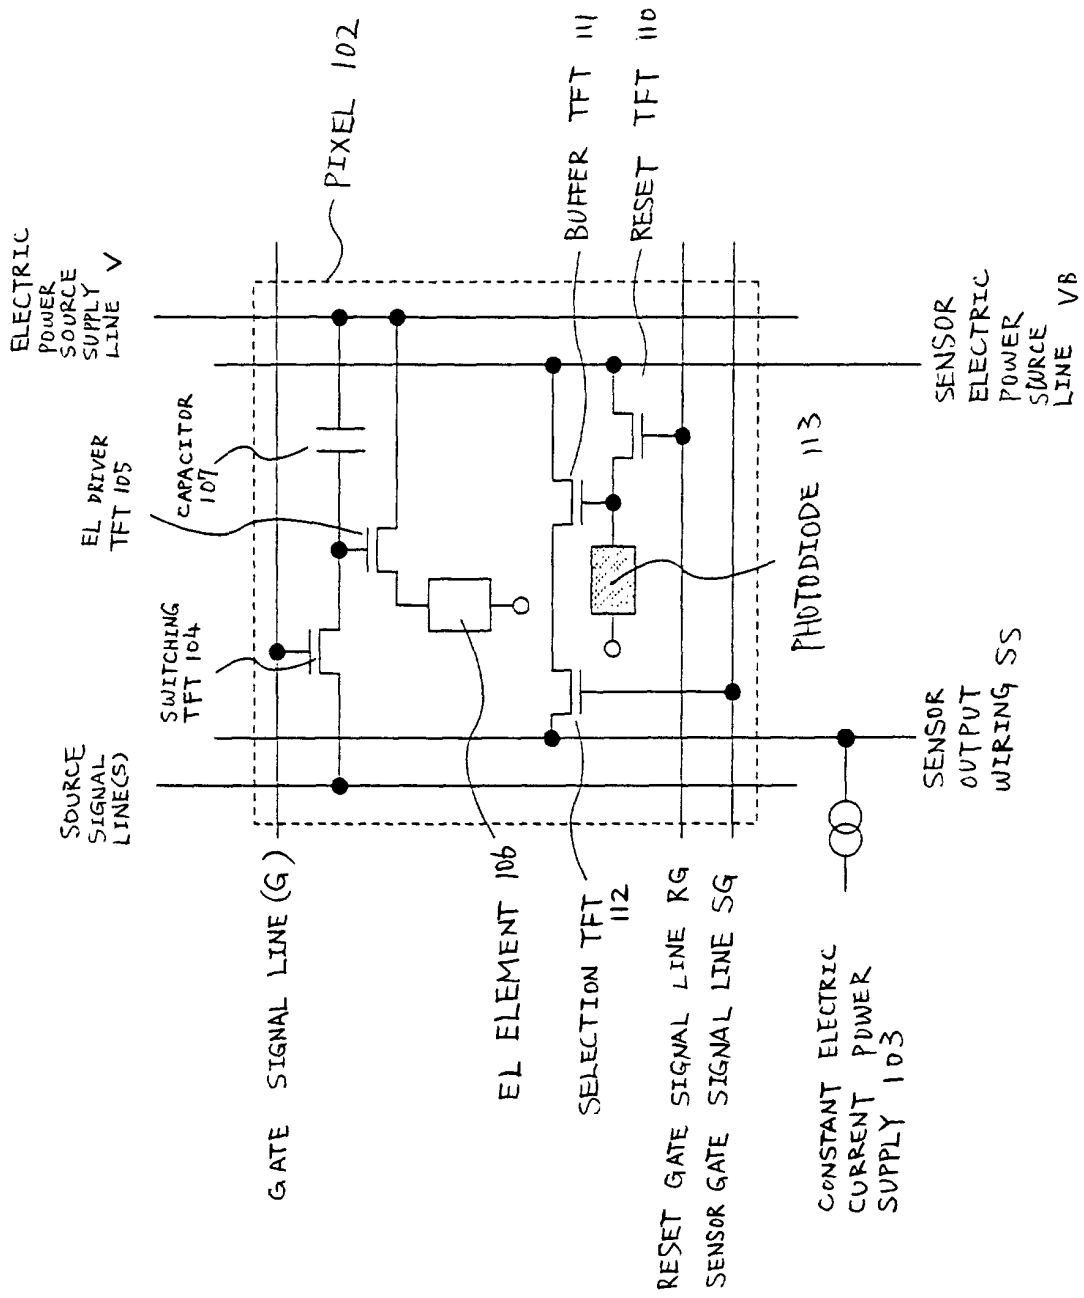 ELECTRIC
POWER
SOURCE
SUPPLY
LINE V
PIXEL 102
BUFFER TFT 111
RESET TFT 110
SENSOR
ELECTRIC
POWER
SOURCE
LINE VB
CAPACITOR
107
EL DRIVER
TFT 105
SWITCHING
TFT 104
SOURCE
SIGNAL
LINE(S)
PHOTODIODE 113
SENSOR
OUTPUT
WIRING SS
GATE SIGNAL LINE (G)
EL ELEMENT 106
SELECTION TFT
112
RESET GATE SIGNAL LINE RG
SENSOR GATE SIGNAL LINE SG
CONSTANT ELECTRIC
CURRENT POWER
SUPPLY 103